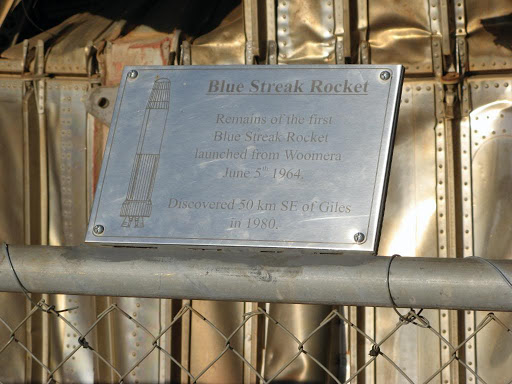 Blue Streak Rocket
Remains of the first
Blue Streak Rocket
launched from Woomera
June 5th 1964.
Discovered 50 km SE of Giles
in 1980.